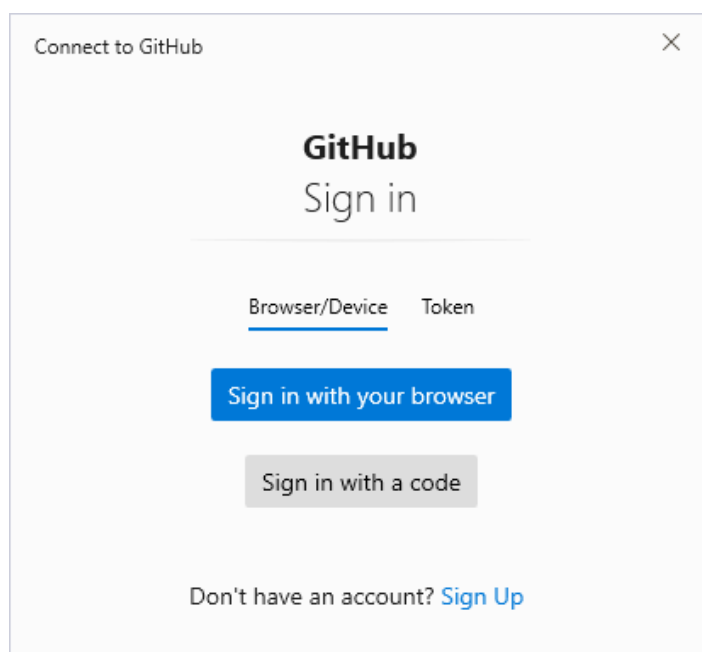 Connect to GitHub
GitHub
Sign in
Browser/Device Token
Sign in with your browser
Sign in with a code
Don't have an account? Sign Up